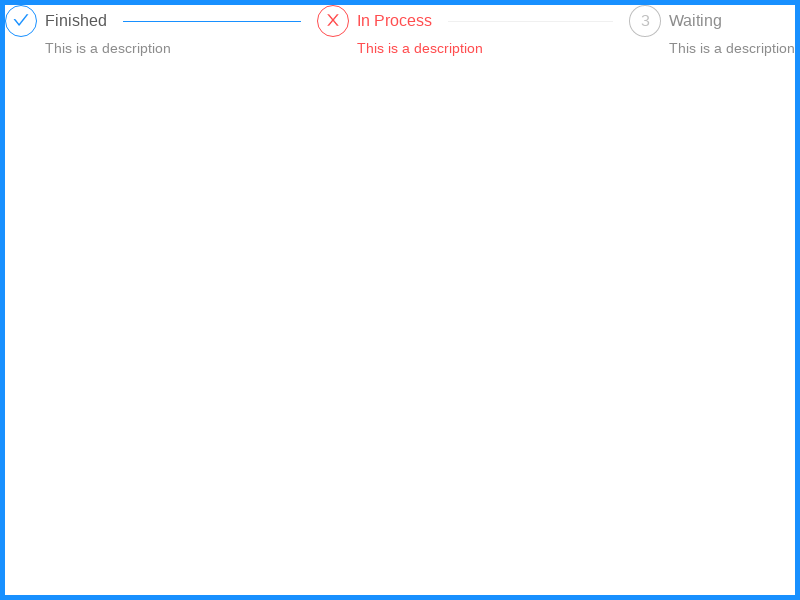 Finished
This is a description
In Process
This is a description
3
Waiting
This is a description